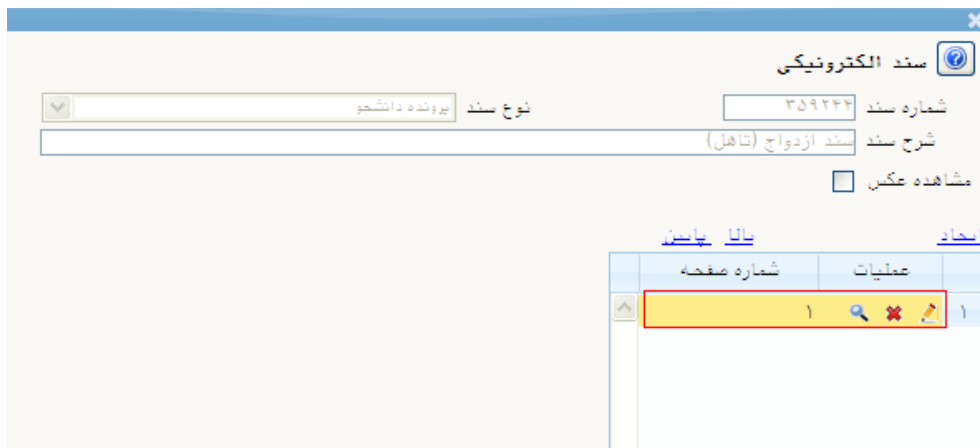 سند الکترونیکی
شماره سند ۳۵۹۲۴۴ نوع سند پرونده دانشجو
شرح سند سند ازدواج (تاهل)
مشاهده عکس
ایجاد بالا پایین
عملیات شماره صفحه
۱ ۱